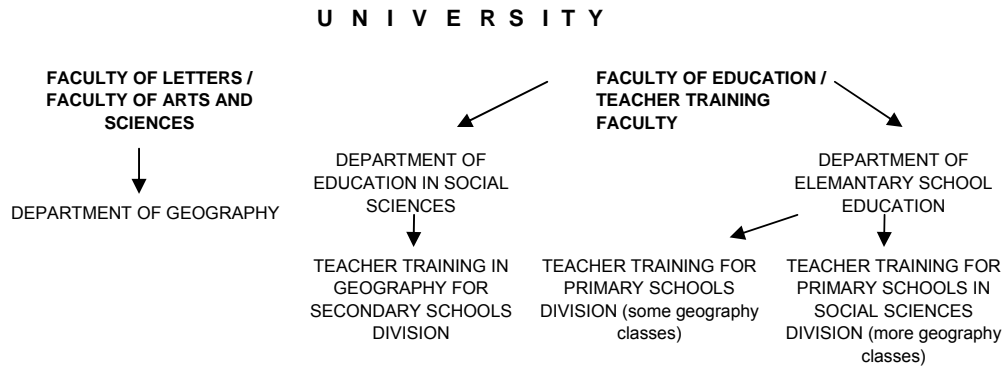 U N I V E R S I T Y
FACULTY OF LETTERS /
FACULTY OF ARTS AND
SCIENCES
FACULTY OF EDUCATION /
TEACHER TRAINING
FACULTY
DEPARTMENT OF GEOGRAPHY
DEPARTMENT OF
EDUCATION IN SOCIAL
SCIENCES
DEPARTMENT OF
ELEMANTARY SCHOOL
EDUCATION
TEACHER TRAINING IN
GEOGRAPHY FOR
SECONDARY SCHOOLS
DIVISION
TEACHER TRAINING FOR
PRIMARY SCHOOLS
DIVISION (some geography
classes)
TEACHER TRAINING FOR
PRIMARY SCHOOLS IN
SOCIAL SCIENCES
DIVISION (more geography
classes)